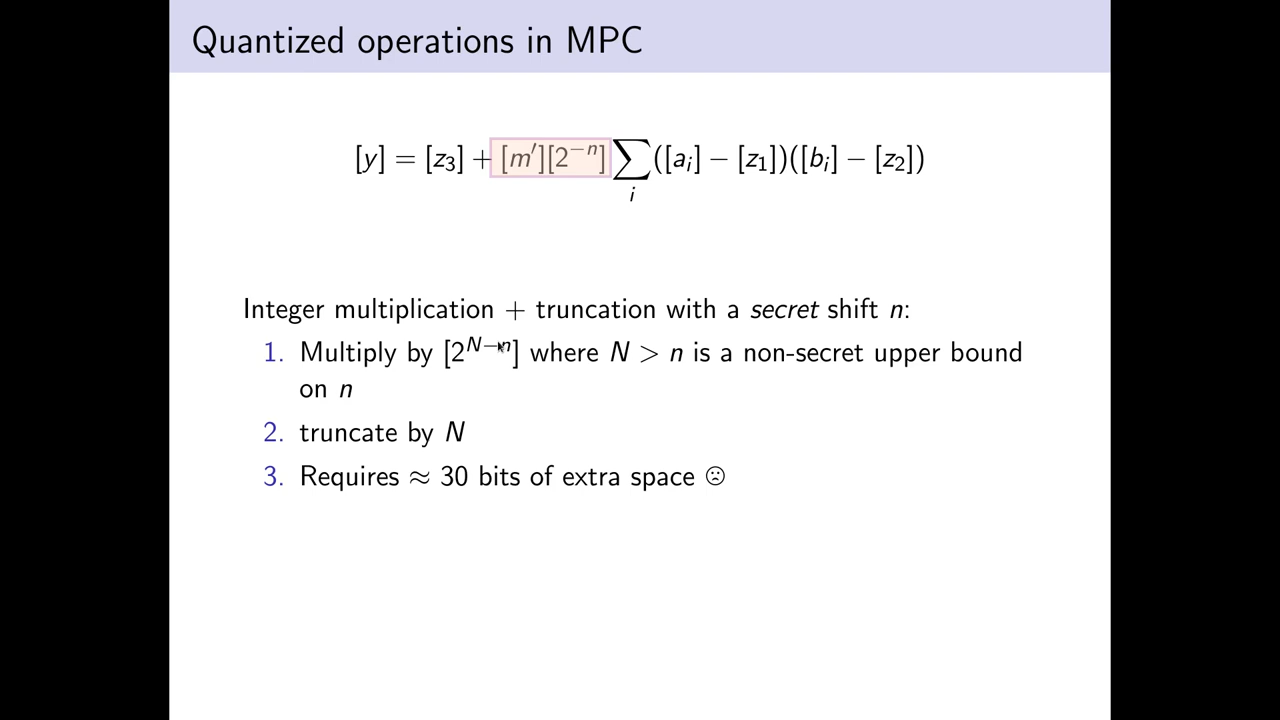 Quantized operations in MPC
[y] = [z₃] + [m′][2⁻ⁿ] ∑ᵢ ([aᵢ] − [z₁])([bᵢ] − [z₂])
Integer multiplication + truncation with a secret shift n:
1. Multiply by [2ᴺ⁻ⁿ] where N > n is a non-secret upper bound
on n
2. truncate by N
3. Requires ≈ 30 bits of extra space ☹